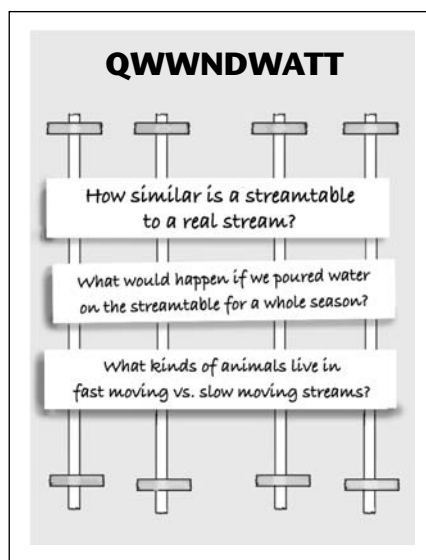 QWWNDWATT
How similar is a streamtable
to a real stream?
What would happen if we poured water
on the streamtable for a whole season?
What kinds of animals live in
fast moving vs. slow moving streams?